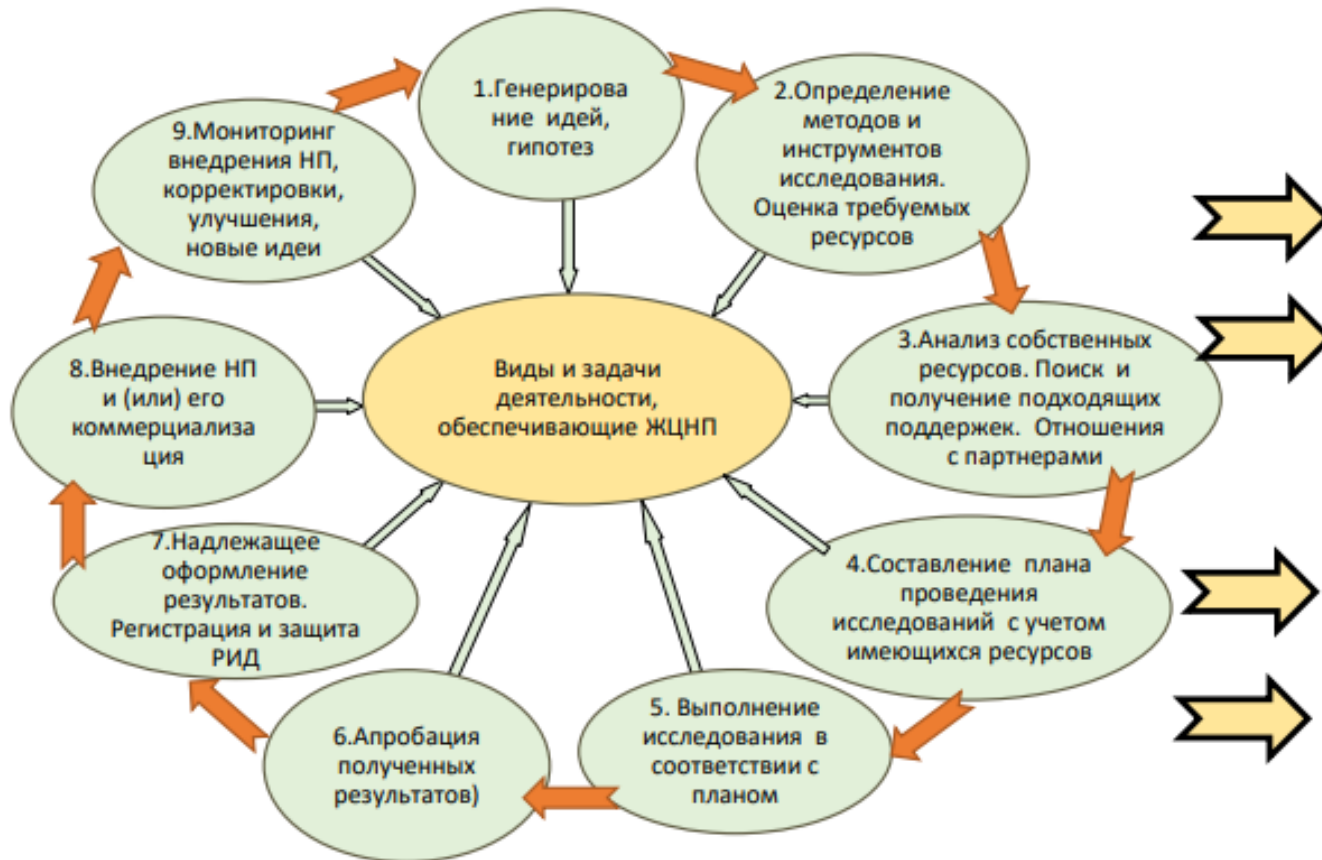 1.Генерирова
ние идей,
гипотез
2.Определение
методов и
инструментов
исследования.
Оценка требуемых
ресурсов
3.Анализ собственных
ресурсов. Поиск и
получение подходящих
поддержек. Отношения
с партнерами
4.Составление плана
проведения
исследований с учетом
имеющихся ресурсов
5. Выполнение
исследования в
соответствии с
планом
6.Апробация
полученных
результатов)
7.Надлежащее
оформление
результатов.
Регистрация и защита
РИД
8.Внедрение НП
и (или) его
коммерциализа
ция
9.Мониторинг
внедрения НП,
корректировки,
улучшения,
новые идеи
Виды и задачи
деятельности,
обеспечивающие ЖЦНП